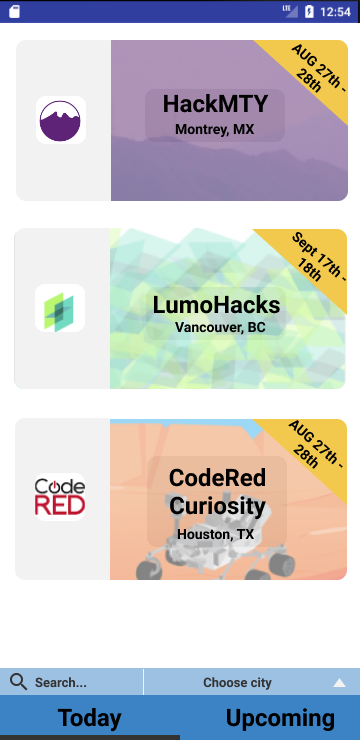 LTE 12:54
AUG 27th -
28th
HackMTY
Montrey, MX
Sept 17th -
18th
LumoHacks
Vancouver, BC
AUG 27th -
28th
Code
RED
CodeRed
Curiosity
Houston, TX
Search... Choose city
Today Upcoming